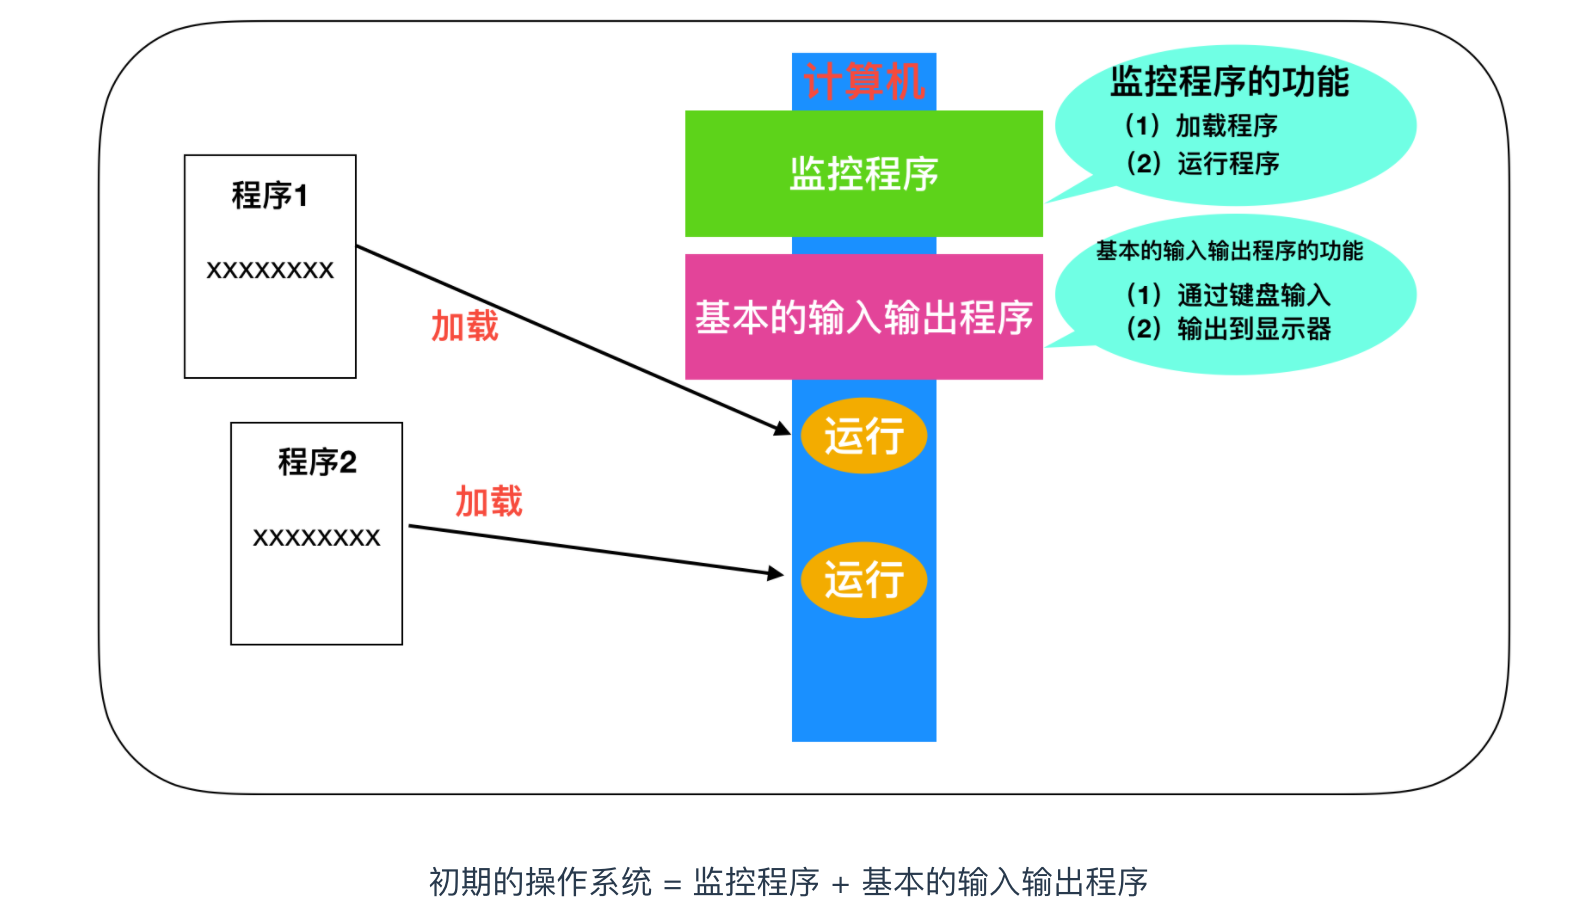 计算机
监控程序
基本的输入输出程序
监控程序的功能
（1）加载程序
（2）运行程序
基本的输入输出程序的功能
（1）通过键盘输入
（2）输出到显示器
程序1
xxxxxxxx
加载
运行
程序2
xxxxxxxx
加载
运行
初期的操作系统 = 监控程序 + 基本的输入输出程序